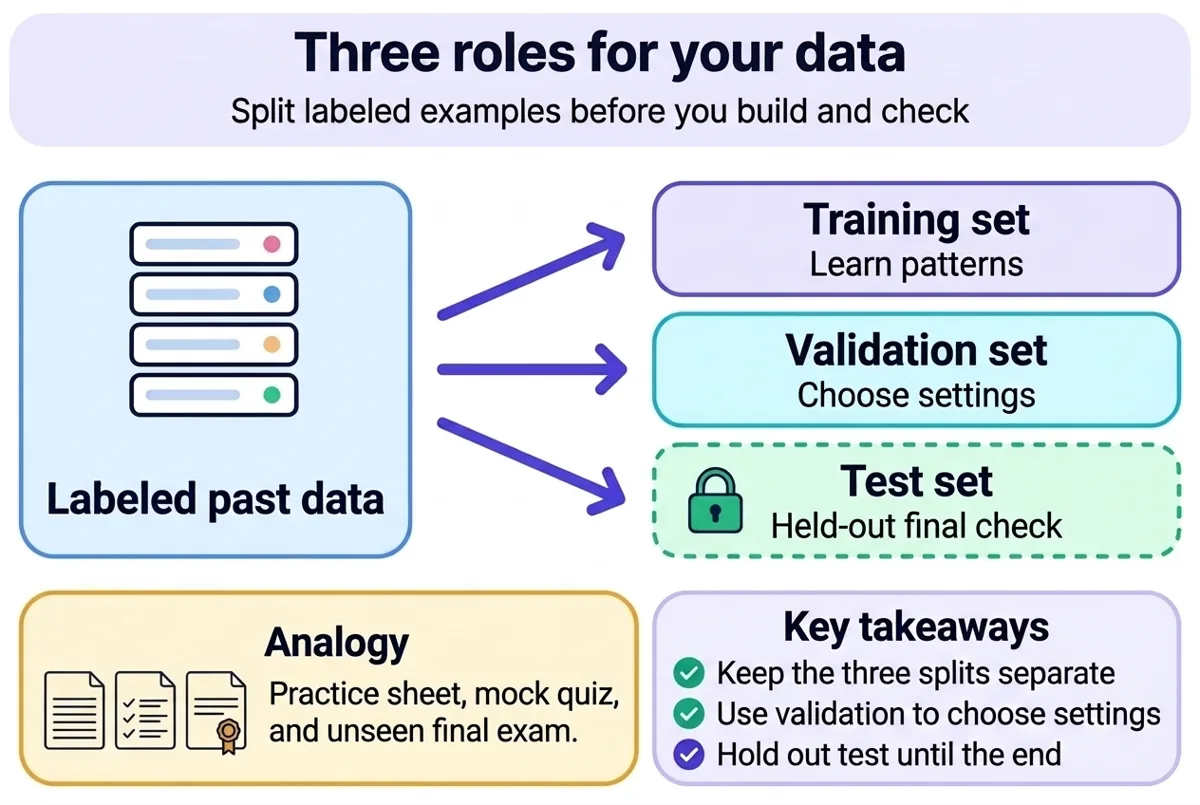 Three roles for your data
Split labeled examples before you build and check
Labeled past data
Training set
Learn patterns
Validation set
Choose settings
Test set
Held-out final check
Analogy
Practice sheet, mock quiz,
and unseen final exam.
Key takeaways
Keep the three splits separate
Use validation to choose settings
Hold out test until the end